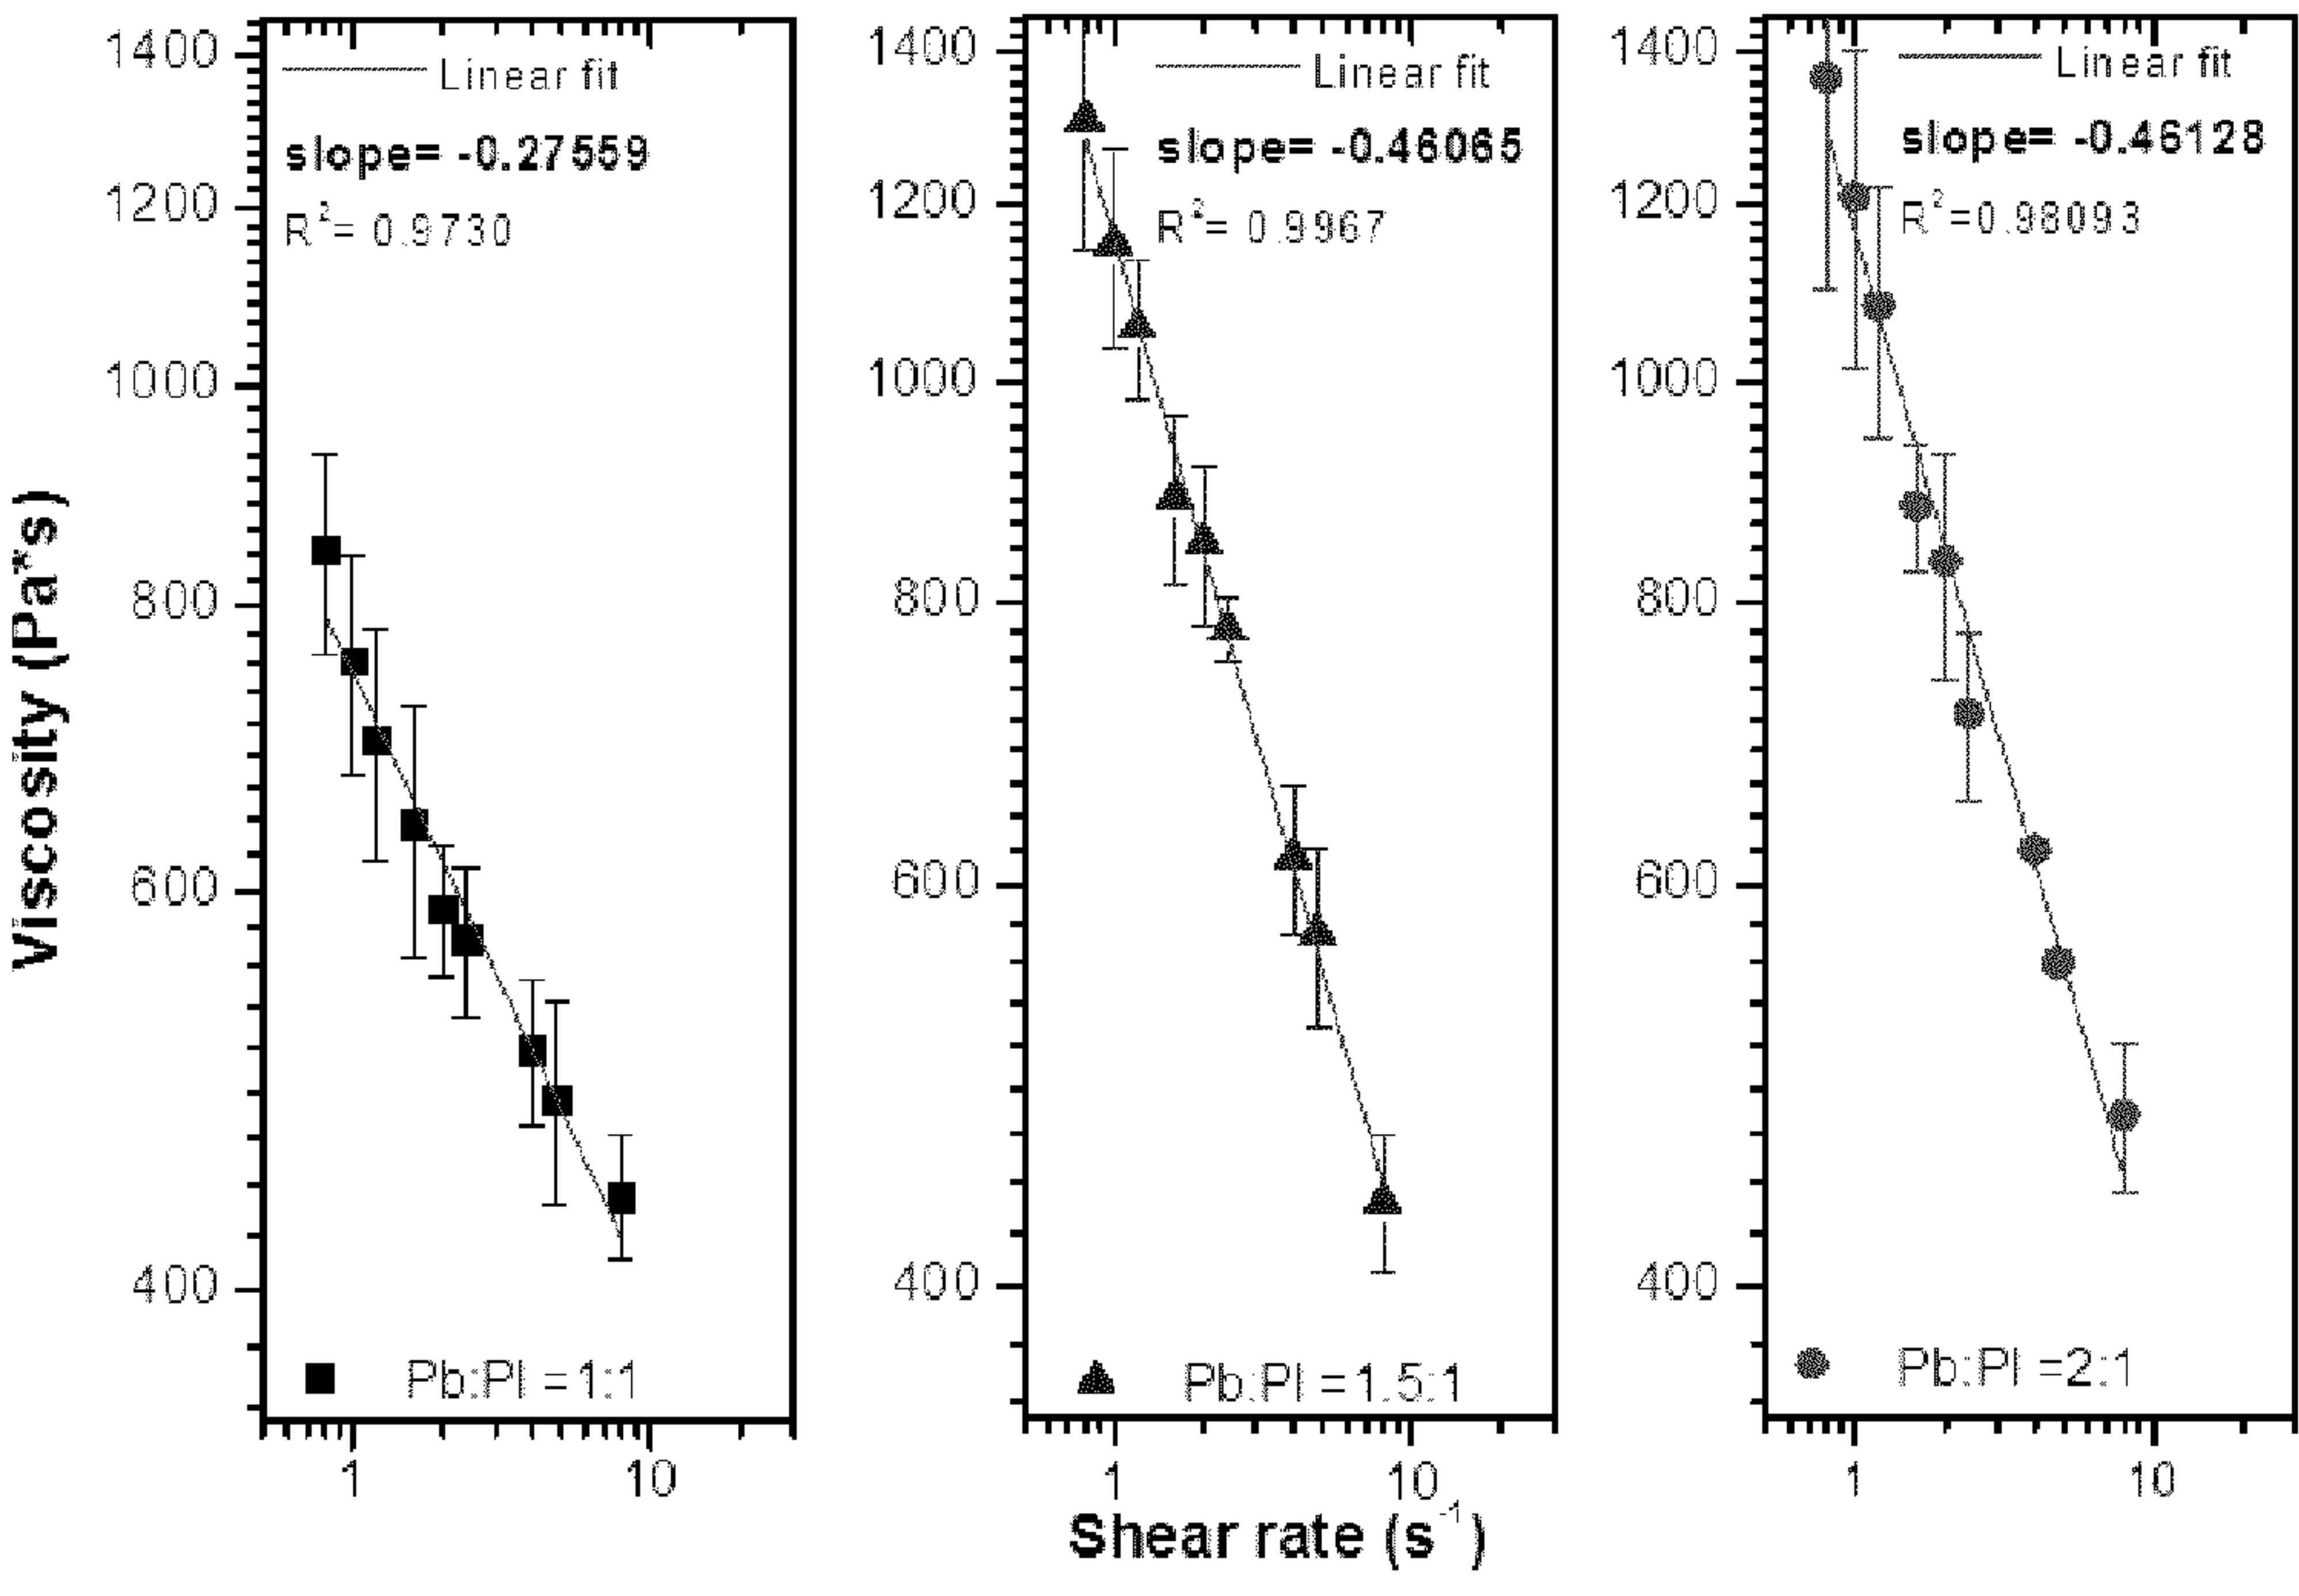 Viscosity (Pa*s)
1400
1200
1000
800
600
400
Linear fit
slope= -0.27559
R²= 0.9730
Pb:Pl =1:1
1 10
1400
1200
1000
800
600
400
Linear fit
slope= -0.46065
R²= 0.9967
Pb:Pl =1.5:1
1 10
1400
1200
1000
800
600
400
Linear fit
slope= -0.46128
R²=0.98093
Pb:Pl =2:1
1 10
Shear rate (s⁻¹)